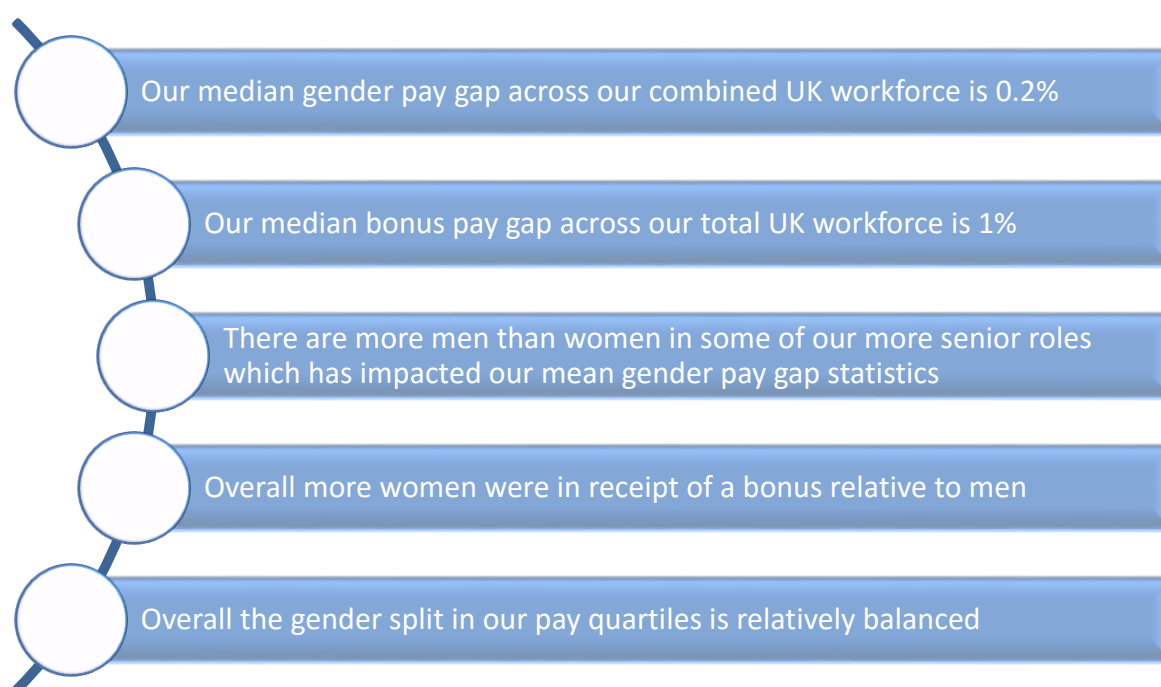 Our median gender pay gap across our combined UK workforce is 0.2%
Our median bonus pay gap across our total UK workforce is 1%
There are more men than women in some of our more senior roles
which has impacted our mean gender pay gap statistics
Overall more women were in receipt of a bonus relative to men
Overall the gender split in our pay quartiles is relatively balanced